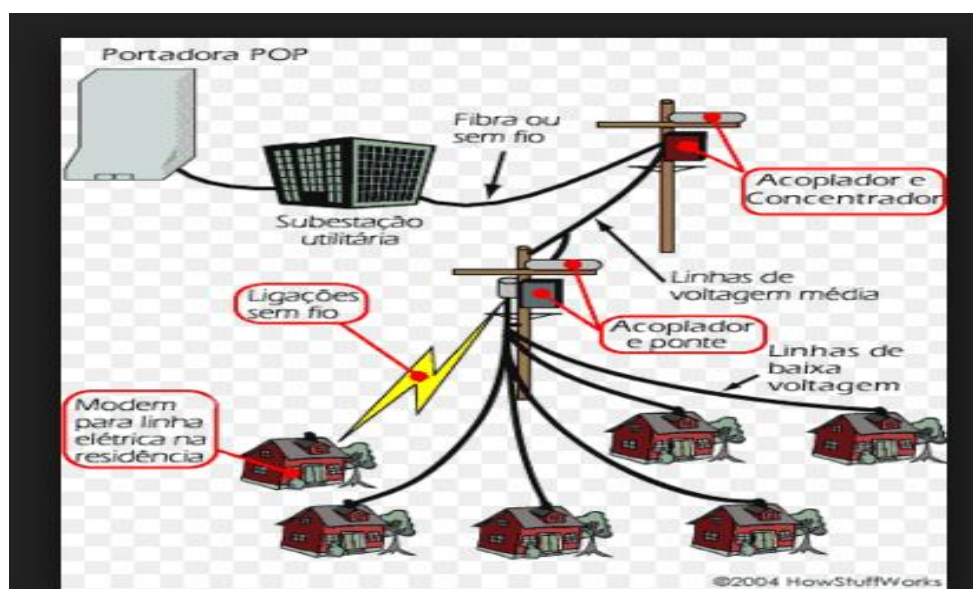 Portadora POP
Fibra ou
sem fio
Acoplador e
Concentrador
Subestação
utilitária
Linhas de
voltagem média
Ligações
sem fio
Acoplador
e ponte
Linhas de
baixa
voltagem
Modem
para linha
elétrica na
residência
©2004 HowStuffWorks